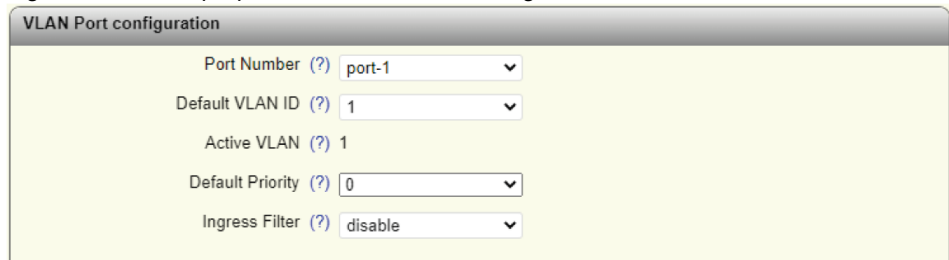 VLAN Port configuration
Port Number (?) port-1
Default VLAN ID (?) 1
Active VLAN (?) 1
Default Priority (?) 0
Ingress Filter (?) disable